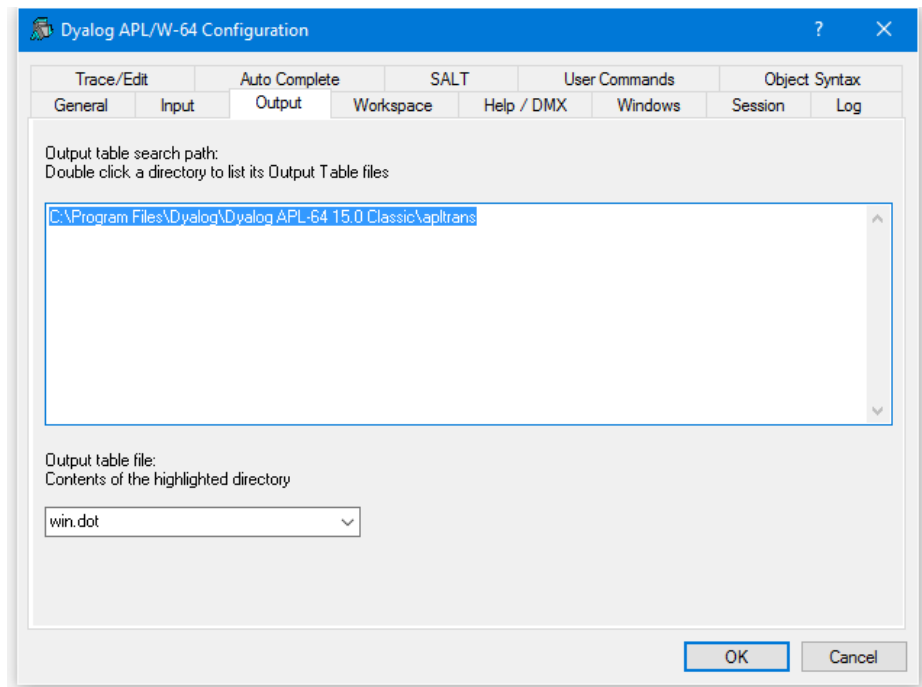 Dyalog APL/W-64 Configuration ? ✕
Trace/Edit Auto Complete SALT User Commands Object Syntax
General Input Output Workspace Help / DMX Windows Session Log
Output table search path:
Double click a directory to list its Output Table files
C:\Program Files\Dyalog\Dyalog APL-64 15.0 Classic\apltrans
Output table file:
Contents of the highlighted directory
win.dot
OK Cancel